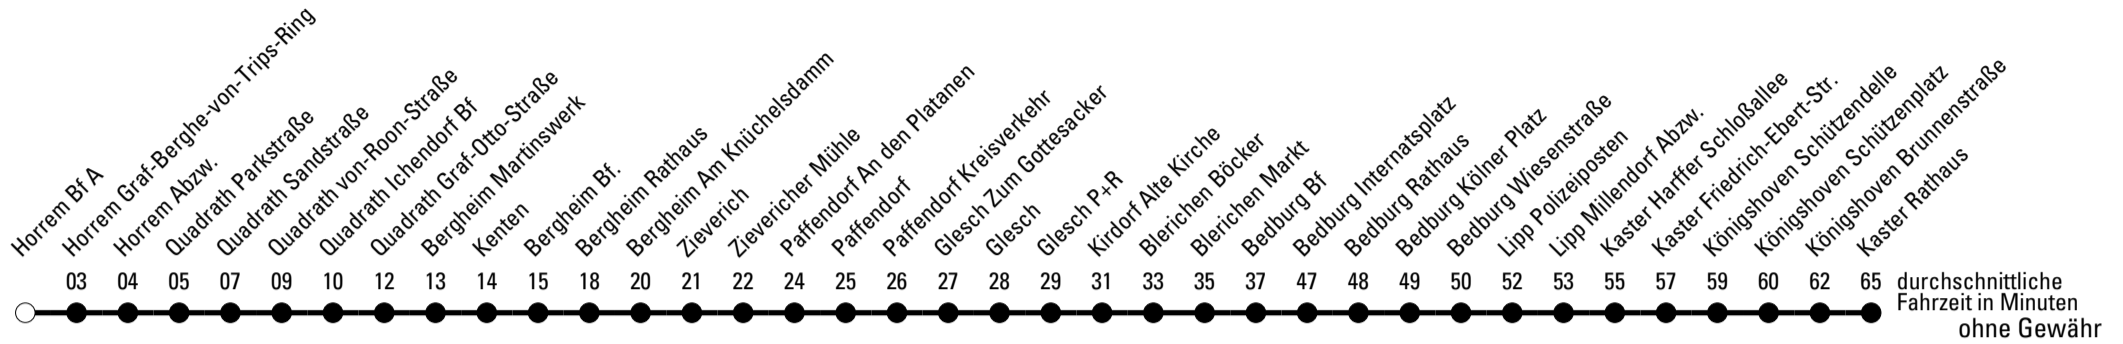 Horrem Bf A
Horrem Graf-Berghe-von-Trips-Ring
Horrem Abzw.
Quadrath Parkstraße
Quadrath Sandstraße
Quadrath von-Roon-Straße
Quadrath Ichendorf Bf
Quadrath Graf-Otto-Straße
Bergheim Martinswerk
Kenten
Bergheim Bf.
Bergheim Rathaus
Bergheim Am Knüchelsdamm
Zieverich
Zievericher Mühle
Paffendorf An den Platanen
Paffendorf
Paffendorf Kreisverkehr
Glesch Zum Gottesacker
Glesch
Glesch P+R
Kirdorf Alte Kirche
Blerichen Böcker
Blerichen Markt
Bedburg Bf
Bedburg Internatsplatz
Bedburg Rathaus
Bedburg Kölner Platz
Bedburg Wiesenstraße
Lipp Polizeiposten
Lipp Millendorf Abzw.
Kaster Harffer Schloßallee
Kaster Friedrich-Ebert-Str.
Königshoven Schützendelle
Königshoven Schützenplatz
Königshoven Brunnenstraße
Kaster Rathaus
03 04 05 07 09 10 12 13 14 15 18 20 21 22 24 25 26 27 28 29 31 33 35 37 47 48 49 50 52 53 55 57 59 60 62 65 durchschnittliche
Fahrzeit in Minuten
ohne Gewähr